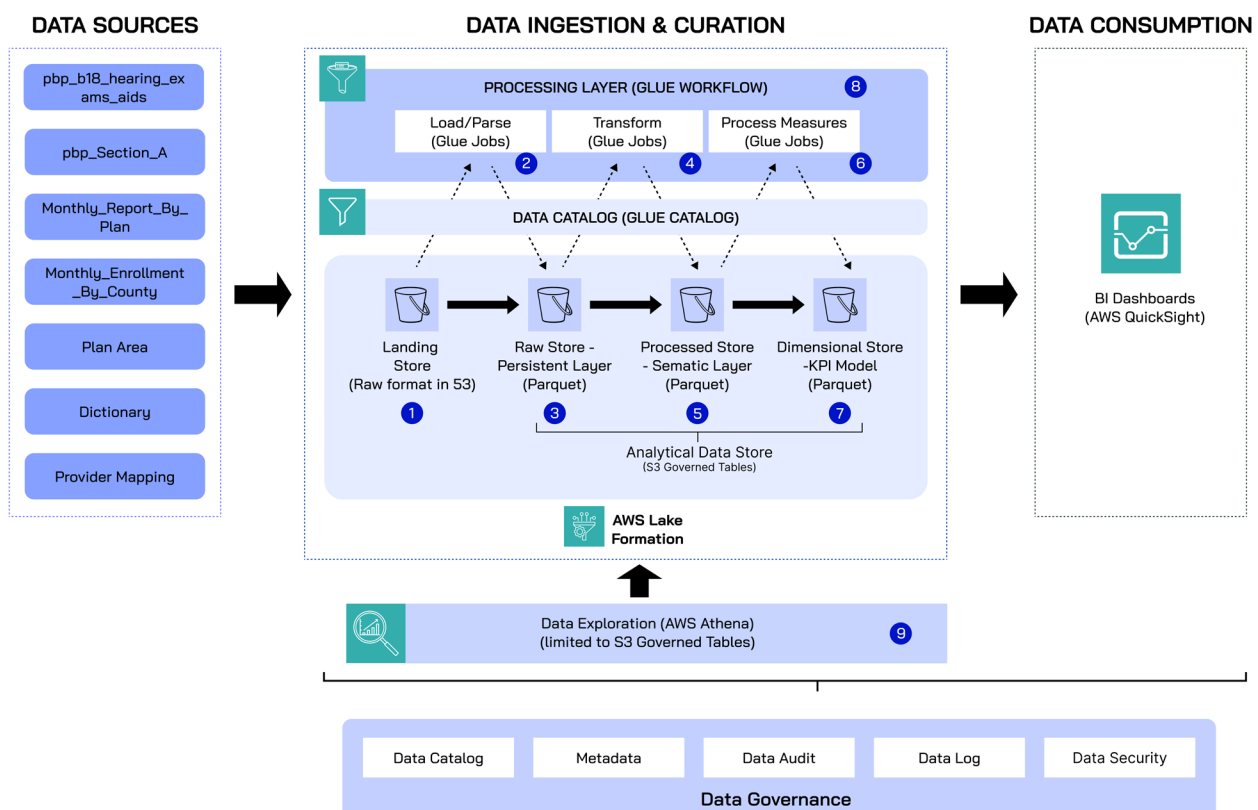 DATA SOURCES
DATA INGESTION & CURATION
DATA CONSUMPTION
pbp_b18_hearing_ex
ams_aids
pbp_Section_A
Monthly_Report_By_
Plan
Monthly_Enrollment
_By_County
Plan Area
Dictionary
Provider Mapping
PROCESSING LAYER (GLUE WORKFLOW)
8
Load/Parse
(Glue Jobs)
2
Transform
(Glue Jobs)
4
Process Measures
(Glue Jobs)
6
DATA CATALOG (GLUE CATALOG)
Landing
Store
(Raw format in 53)
1
Raw Store -
Persistent Layer
(Parquet)
3
Processed Store
- Sematic Layer
(Parquet)
5
Dimensional Store
-KPI Model
(Parquet)
7
Analytical Data Store
(S3 Governed Tables)
AWS Lake
Formation
BI Dashboards
(AWS QuickSight)
Data Exploration (AWS Athena)
(limited to S3 Governed Tables)
9
Data Catalog
Metadata
Data Audit
Data Log
Data Security
Data Governance